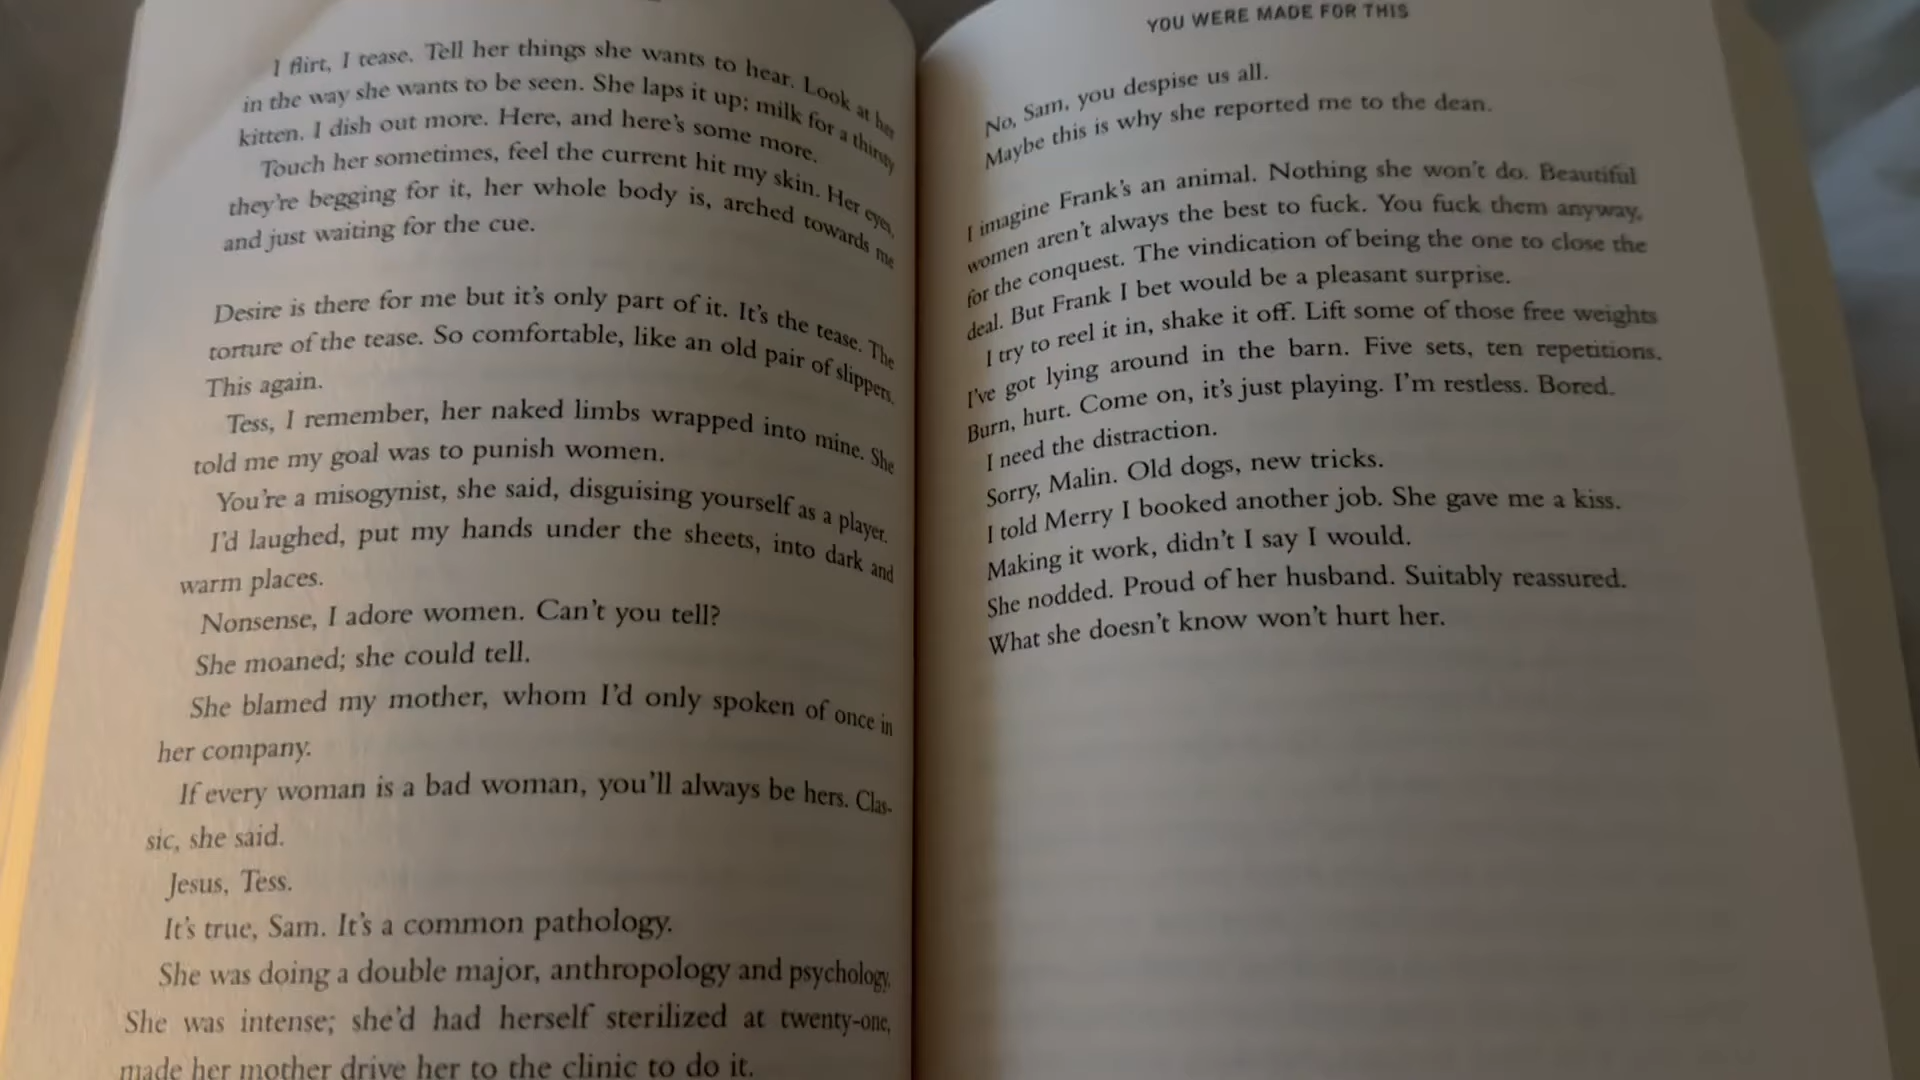 I flirt, I tease. Tell her things she wants to hear. Look at her
in the way she wants to be seen. She laps it up; milk for a thirsty
kitten. I dish out more. Here, and here's some more.
Touch her sometimes, feel the current hit my skin. Her eyes,
they're begging for it, her whole body is, arched towards me
and just waiting for the cue.
Desire is there for me but it's only part of it. It's the tease. The
torture of the tease. So comfortable, like an old pair of slippers.
This again.
Tess, I remember, her naked limbs wrapped into mine. She
told me my goal was to punish women.
You're a misogynist, she said, disguising yourself as a player.
I'd laughed, put my hands under the sheets, into dark and
warm places.
Nonsense, I adore women. Can't you tell?
She moaned; she could tell.
She blamed my mother, whom I'd only spoken of once in
her company.
If every woman is a bad woman, you'll always be hers. Clas-
sic, she said.
Jesus, Tess.
It's true, Sam. It's a common pathology.
She was doing a double major, anthropology and psychology.
She was intense; she'd had herself sterilized at twenty-one,
made her mother drive her to the clinic to do it.
YOU WERE MADE FOR THIS
No, Sam, you despise us all.
Maybe this is why she reported me to the dean.
I imagine Frank's an animal. Nothing she won't do. Beautiful
women aren't always the best to fuck. You fuck them anyway,
for the conquest. The vindication of being the one to close the
deal. But Frank I bet would be a pleasant surprise.
I try to reel it in, shake it off. Lift some of those free weights
I've got lying around in the barn. Five sets, ten repetitions.
Burn, hurt. Come on, it's just playing. I'm restless. Bored.
I need the distraction.
Sorry, Malin. Old dogs, new tricks.
I told Merry I booked another job. She gave me a kiss.
Making it work, didn't I say I would.
She nodded. Proud of her husband. Suitably reassured.
What she doesn't know won't hurt her.